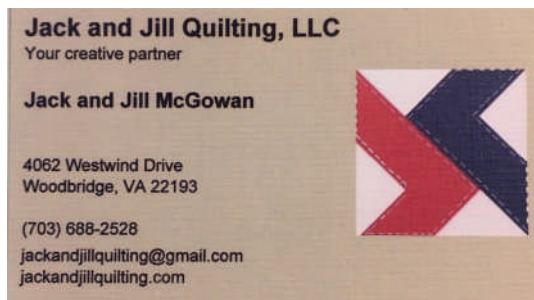 Jack and Jill Quilting, LLC
Your creative partner
Jack and Jill McGowan
4062 Westwind Drive
Woodbridge, VA 22193
(703) 688-2528
jackandjillquilting@gmail.com
jackandjillquilting.com